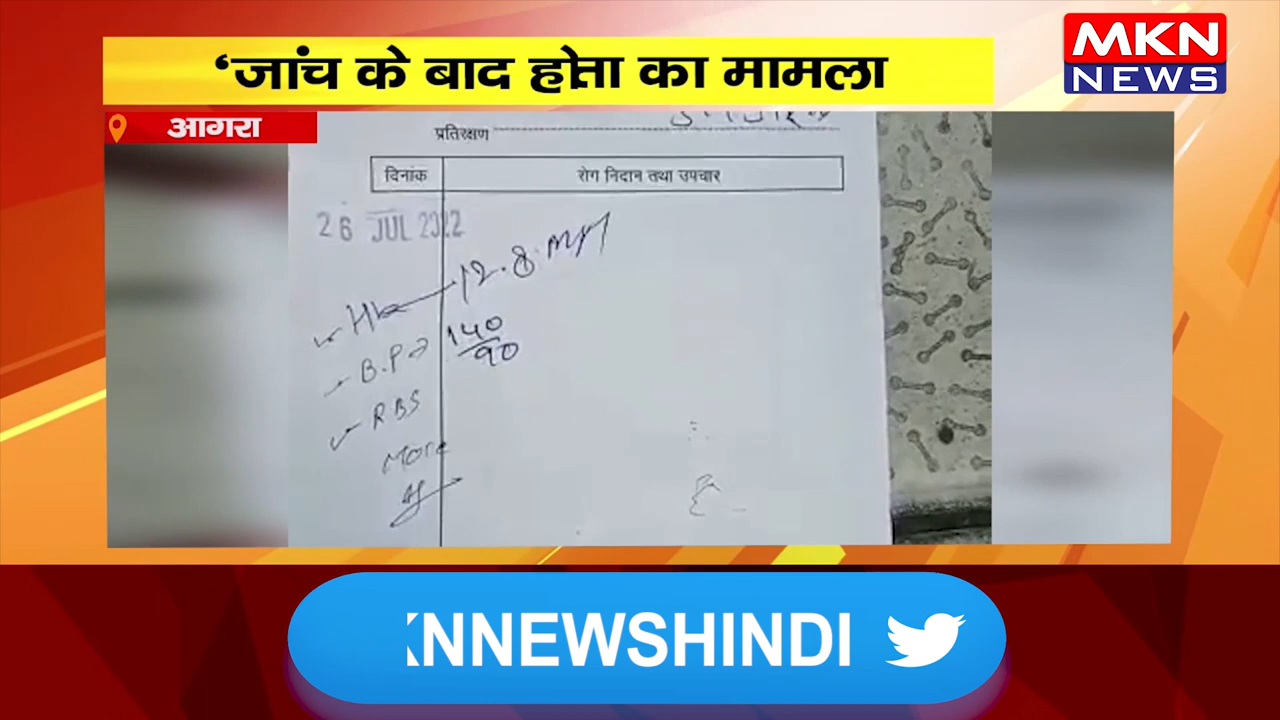 ‘जांच के बाद होता का मामला
MKN
NEWS
आगरा
प्रतिरक्षण
दिनांक
रोग निदान तथा उपचार
26 JUL 2022
Hb 12.8
B.P → 140/90
RBS
More
KNNEWSHINDI